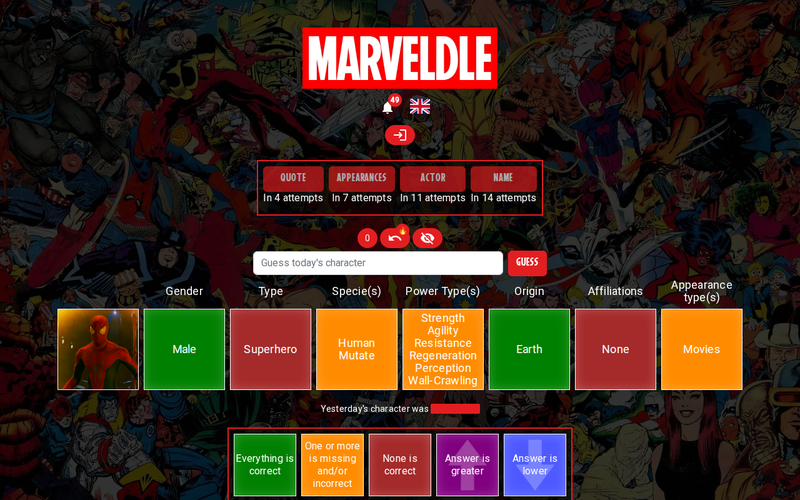 MARVELDLE
49
QUOTE APPEARANCES ACTOR NAME
In 4 attempts In 7 attempts In 11 attempts In 14 attempts
0
Guess today's character GUESS
Gender Type Specie(s) Power Type(s) Origin Affiliations Appearance type(s)
Male
Superhero
Human
Mutate
Strength
Agility
Resistance
Regeneration
Perception
Wall-Crawling
Earth
None
Movies
Yesterday's character was
Everything is
correct
One or more
is missing
and/or
incorrect
None is
correct
Answer is
greater
Answer is
lower